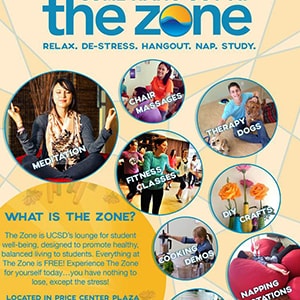 the zone
RELAX. DE-STRESS. HANGOUT. NAP. STUDY.
CHAIR
MASSAGES
THERAPY
DOGS
MEDITATION
FITNESS
CLASSES
DIY CRAFTS
COOKING
DEMOS
NAPPING
WHAT IS THE ZONE?
The Zone is UCSD's lounge for student
well-being, designed to promote healthy,
balanced living to students. Everything at
The Zone is FREE! Experience The Zone
for yourself today...you have nothing to
lose, except the stress!
LOCATED IN PRICE CENTER PLAZA